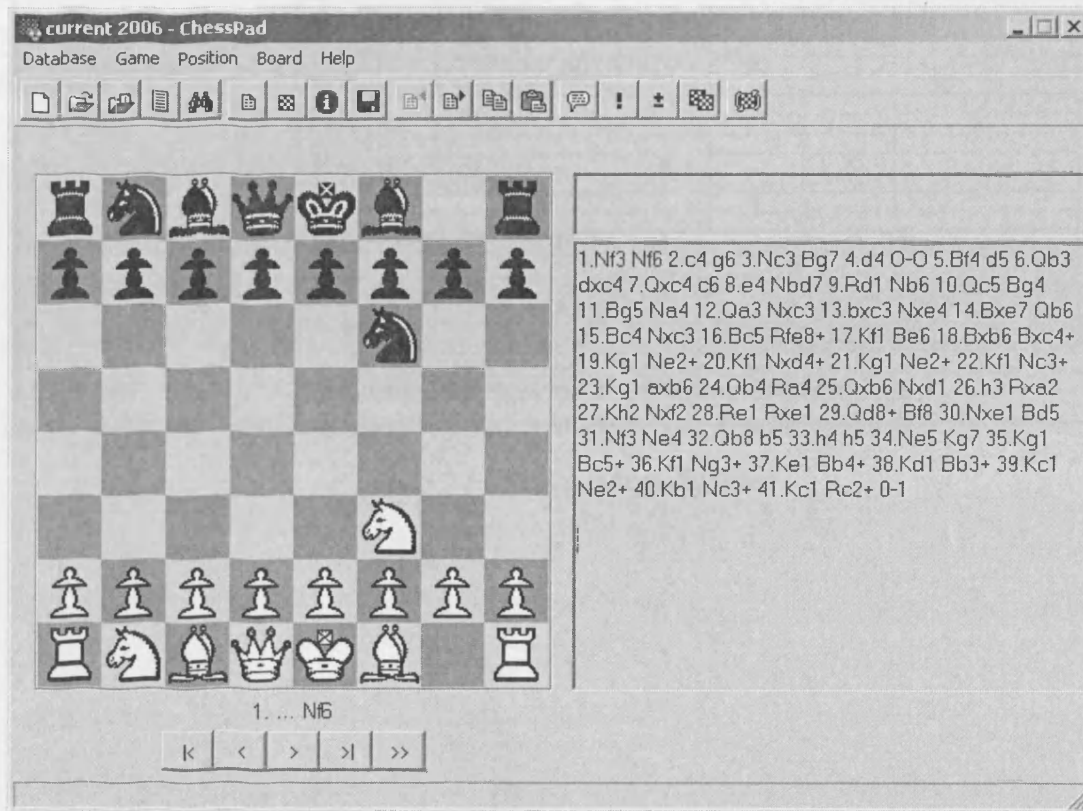 current 2006 - ChessPad
Database Game Position Board Help
1.Nf3 Nf6 2.c4 g6 3.Nc3 Bg7 4.d4 O-O 5.Bf4 d5 6.Qb3
dxc4 7.Qxc4 c6 8.e4 Nbd7 9.Rd1 Nb6 10.Qc5 Bg4
11.Bg5 Na4 12.Qa3 Nxc3 13.bxc3 Nxe4 14.Bxe7 Qb6
15.Bc4 Nxc3 16.Bc5 Rfe8+ 17.Kf1 Be6 18.Bxb6 Bxc4+
19.Kg1 Ne2+ 20.Kf1 Nxd4+ 21.Kg1 Ne2+ 22.Kf1 Nc3+
23.Kg1 axb6 24.Qb4 Ra4 25.Qxb6 Nxd1 26.h3 Rxa2
27.Kh2 Nxf2 28.Re1 Rxe1 29.Qd8+ Bf8 30.Nxe1 Bd5
31.Nf3 Ne4 32.Qb8 b5 33.h4 h5 34.Ne5 Kg7 35.Kg1
Bc5+ 36.Kf1 Ng3+ 37.Ke1 Bb4+ 38.Kd1 Bb3+ 39.Kc1
Ne2+ 40.Kb1 Nc3+ 41.Kc1 Rc2+ 0-1
1. ... Nf6
|< < > >| >>